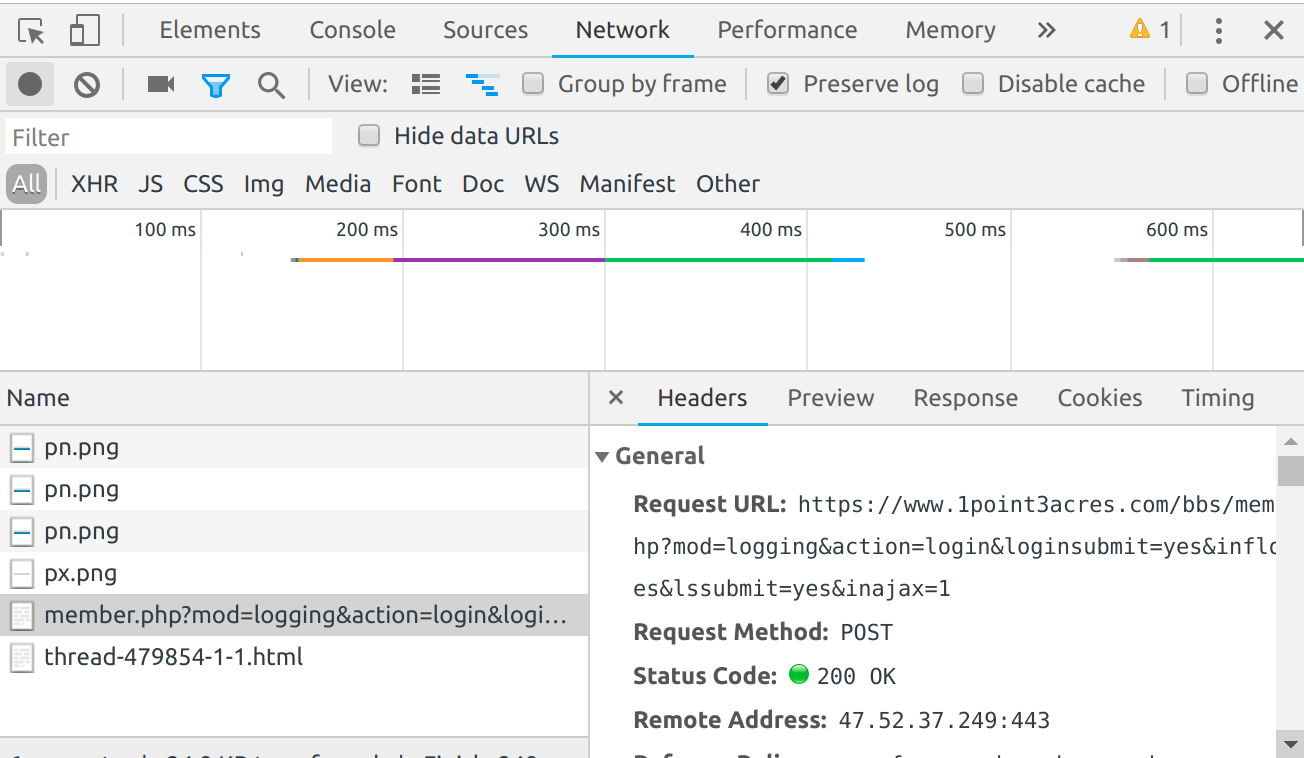 Elements Console Sources Network Performance Memory » 1
View: Group by frame Preserve log Disable cache Offline
Filter Hide data URLs
All XHR JS CSS Img Media Font Doc WS Manifest Other
100 ms 200 ms 300 ms 400 ms 500 ms 600 ms
Name
pn.png
pn.png
pn.png
px.png
member.php?mod=logging&action=login&logi…
thread-479854-1-1.html
× Headers Preview Response Cookies Timing
General
Request URL: https://www.1point3acres.com/bbs/mem
hp?mod=logging&action=login&loginsubmit=yes&inflo
es&lssubmit=yes&inajax=1
Request Method: POST
Status Code: 200 OK
Remote Address: 47.52.37.249:443